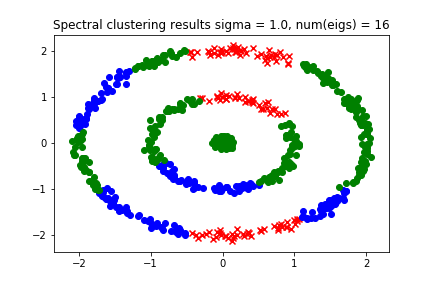 Spectral clustering results sigma = 1.0, num(eigs) = 16
2
1
0
−1
−2
−2 −1 0 1 2